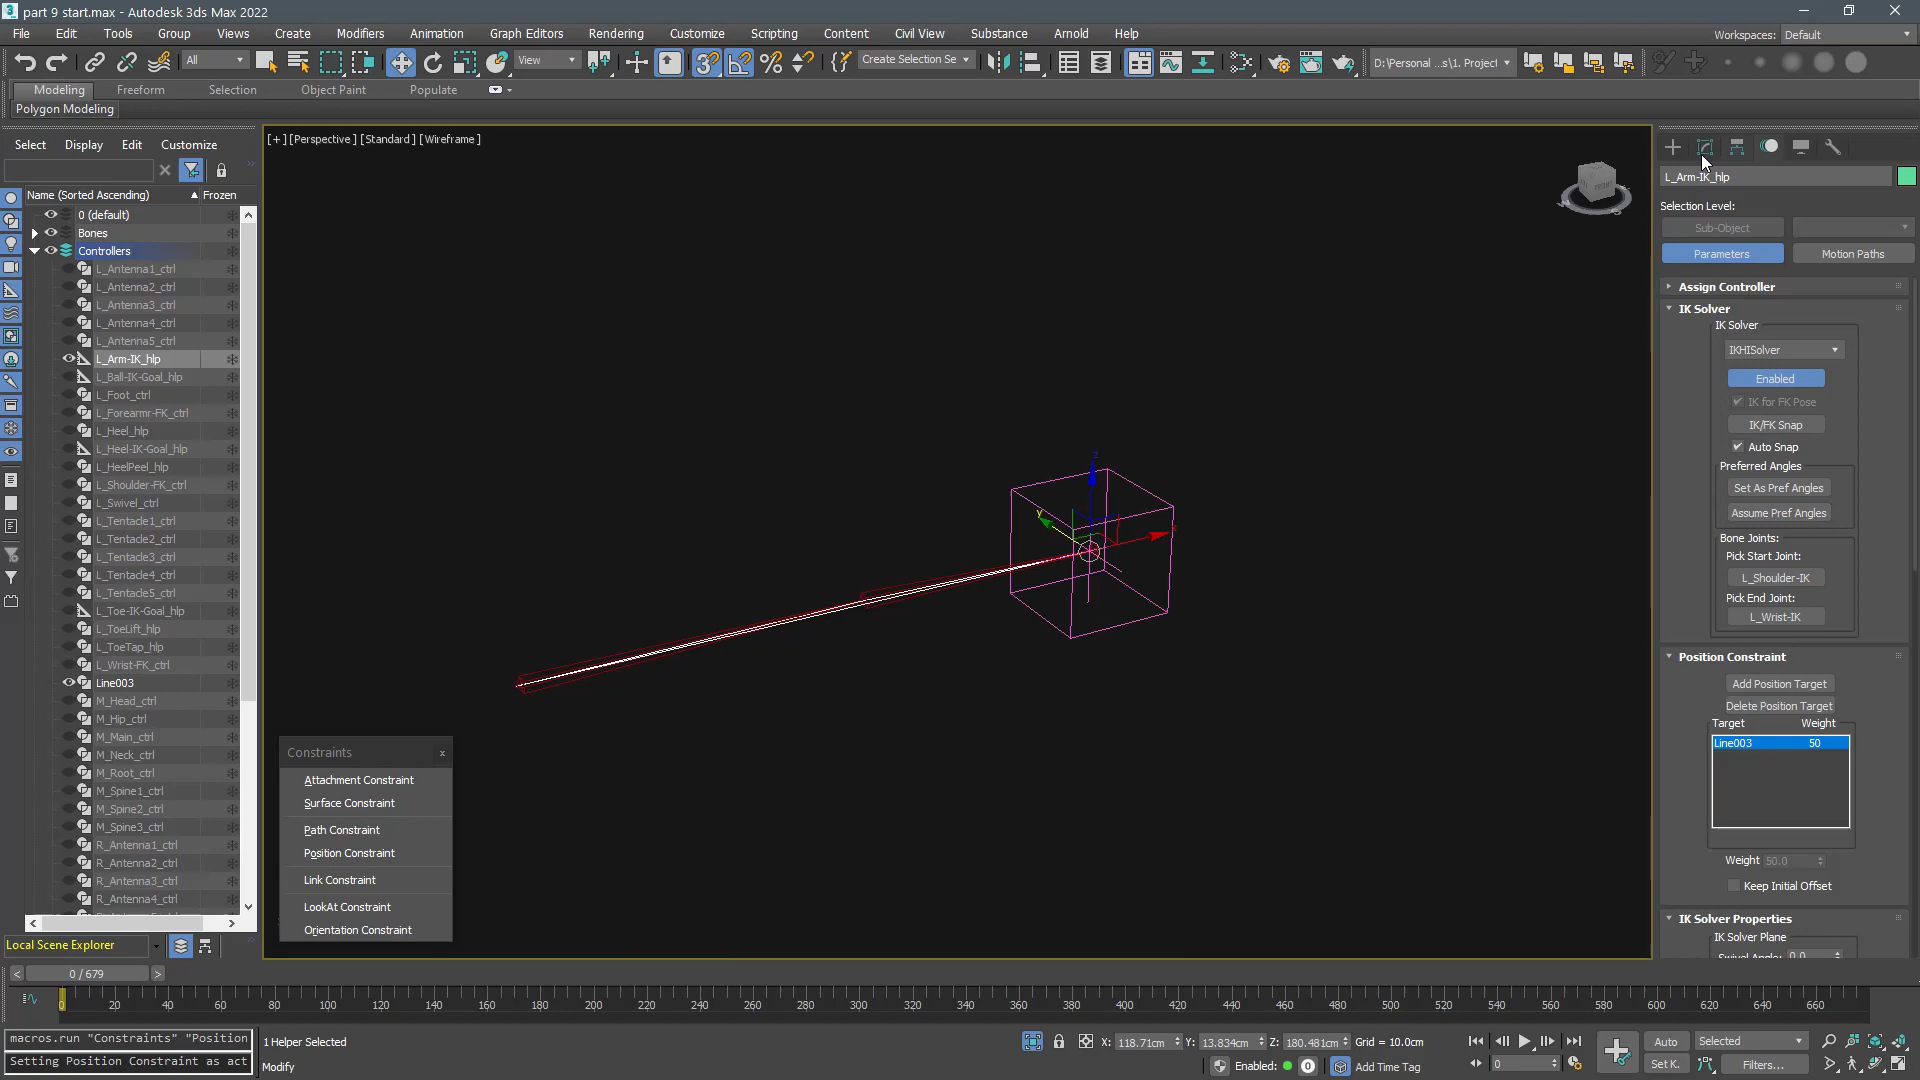 part 9 start.max - Autodesk 3ds Max 2022
File Edit Tools Group Views Create Modifiers Animation Graph Editors Rendering Customize Scripting Content Civil View Substance Arnold Help
Workspaces: Default
All View Create Selection Se D:\Personal ...s\1. Project
Modeling Freeform Selection Object Paint Populate
Polygon Modeling
Select Display Edit Customize
Name (Sorted Ascending) Frozen
0 (default)
Bones
Controllers
L_Antenna1_ctrl
L_Antenna2_ctrl
L_Antenna3_ctrl
L_Antenna4_ctrl
L_Antenna5_ctrl
L_Arm-IK_hlp
L_Ball-IK-Goal_hlp
L_Foot_ctrl
L_Forearmr-FK_ctrl
L_Heel_hlp
L_Heel-IK-Goal_hlp
L_HeelPeel_hlp
L_Shoulder-FK_ctrl
L_Swivel_ctrl
L_Tentacle1_ctrl
L_Tentacle2_ctrl
L_Tentacle3_ctrl
L_Tentacle4_ctrl
L_Tentacle5_ctrl
L_Toe-IK-Goal_hlp
L_ToeLift_hlp
L_ToeTap_hlp
L_Wrist-FK_ctrl
Line003
M_Head_ctrl
M_Hip_ctrl
M_Main_ctrl
M_Neck_ctrl
M_Root_ctrl
M_Spine1_ctrl
M_Spine2_ctrl
M_Spine3_ctrl
R_Antenna1_ctrl
R_Antenna2_ctrl
R_Antenna3_ctrl
R_Antenna4_ctrl
Local Scene Explorer
[+] [Perspective] [Standard] [Wireframe]
z
y
Constraints x
Attachment Constraint
Surface Constraint
Path Constraint
Position Constraint
Link Constraint
LookAt Constraint
Orientation Constraint
L_Arm-IK_hlp
Selection Level:
Sub-Object
Parameters Motion Paths
Assign Controller
IK Solver
IK Solver
IKHISolver
Enabled
IK for FK Pose
IK/FK Snap
Auto Snap
Preferred Angles
Set As Pref Angles
Assume Pref Angles
Bone Joints:
Pick Start Joint:
L_Shoulder-IK
Pick End Joint:
L_Wrist-IK
Position Constraint
Add Position Target
Delete Position Target
Target Weight
Line003 50
Weight 50.0
Keep Initial Offset
IK Solver Properties
IK Solver Plane
Swivel Angle: 0.0
< 0 / 679 >
0 20 40 60 80 100 120 140 160 180 200 220 240 260 280 300 320 340 360 380 400 420 440 460 480 500 520 540 560 580 600 620 640 660
macros.run "Constraints" "Position
Setting Position Constraint as act
1 Helper Selected
Modify
X: 118.71cm Y: 13.834cm Z: 180.481cm Grid = 10.0cm
Enabled: 0 Add Time Tag
0
Auto Selected
Set K. Filters...